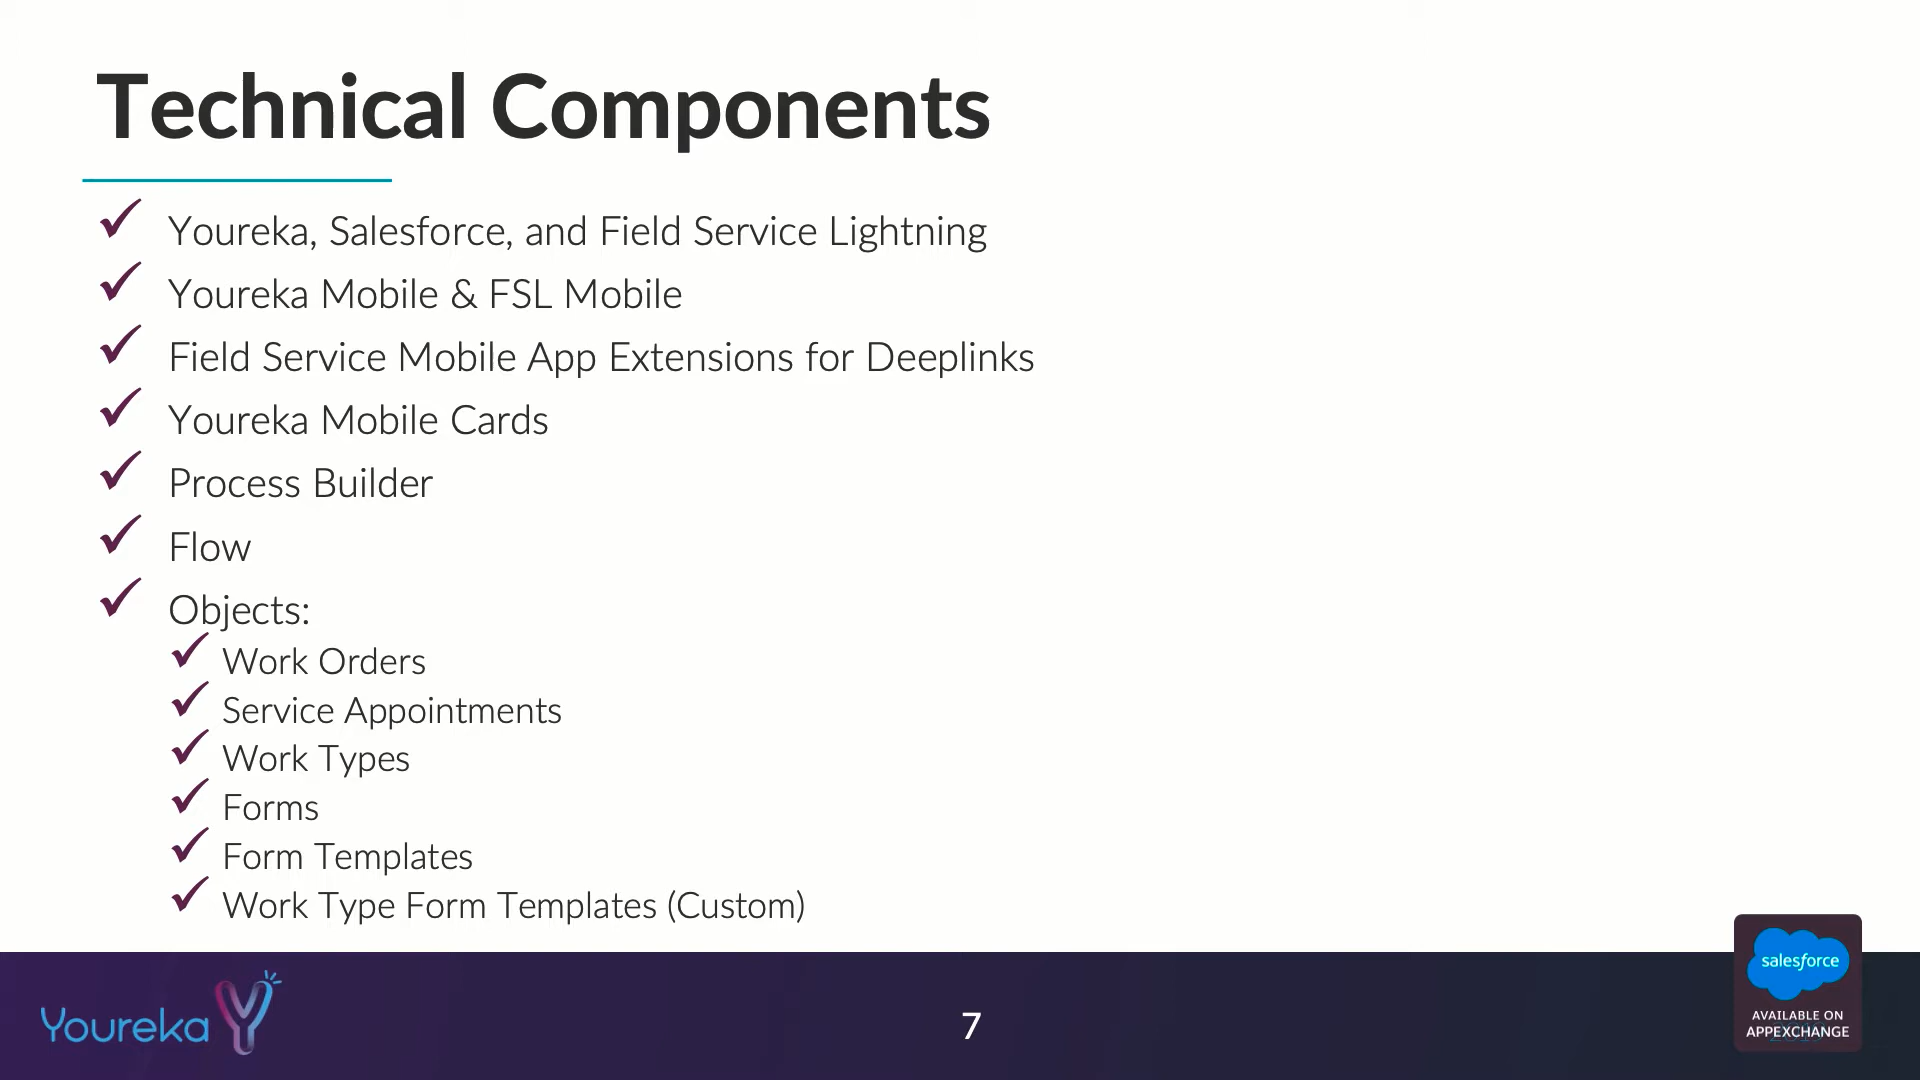 Technical Components
Youreka, Salesforce, and Field Service Lightning
Youreka Mobile & FSL Mobile
Field Service Mobile App Extensions for Deeplinks
Youreka Mobile Cards
Process Builder
Flow
Objects:
Work Orders
Service Appointments
Work Types
Forms
Form Templates
Work Type Form Templates (Custom)
Youreka
7
salesforce
AVAILABLE ON
APPEXCHANGE